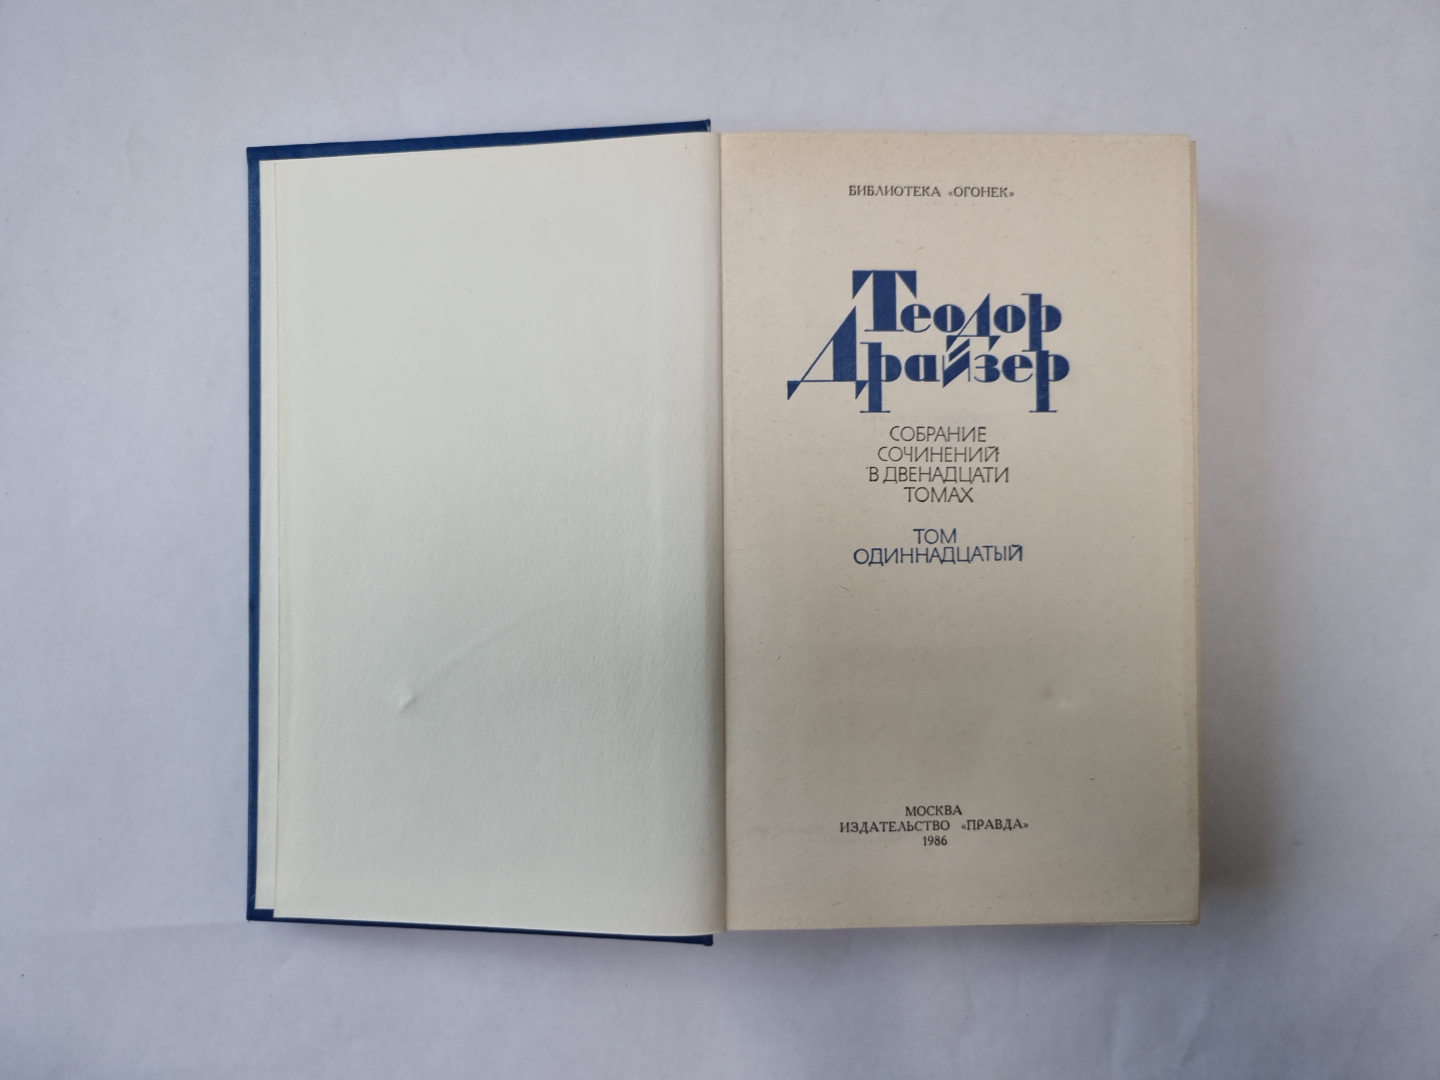 БИБЛИОТЕКА «ОГОНЕК»
Теодор
Драйзер
СОБРАНИЕ
СОЧИНЕНИЙ
В ДВЕНАДЦАТИ
ТОМАХ
ТОМ
ОДИННАДЦАТЫЙ
МОСКВА
ИЗДАТЕЛЬСТВО «ПРАВДА»
1986